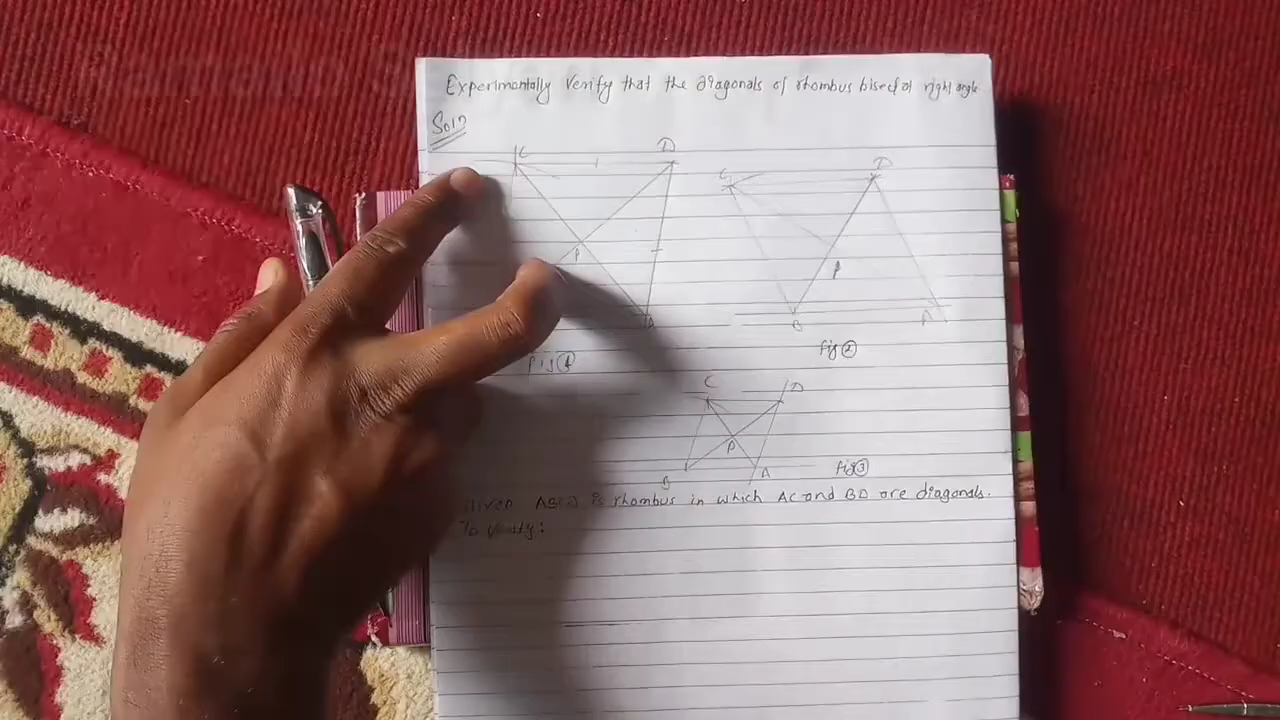 Experimentally Verify that the diagonals of rhombus bisect at right angle
Soln
C D
C D
P
P
B
B A
fig ①
fig ②
C D
P
B A
fig ③
Given ABCD is rhombus in which AC and BD are diagonals.
To verify: